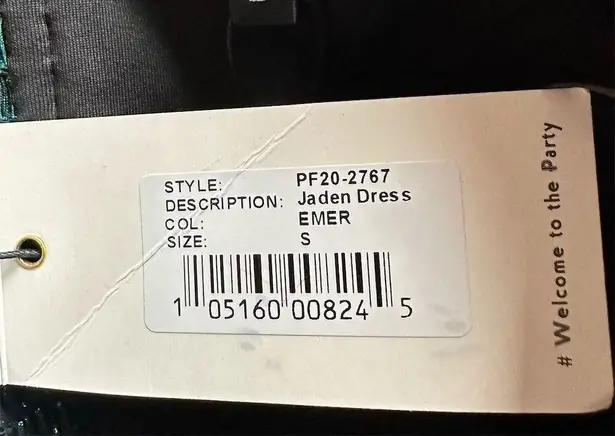 STYLE: PF20-2767
DESCRIPTION: Jaden Dress
COL: EMER
SIZE: S
1 05160 00824 5
# Welcome to the Party